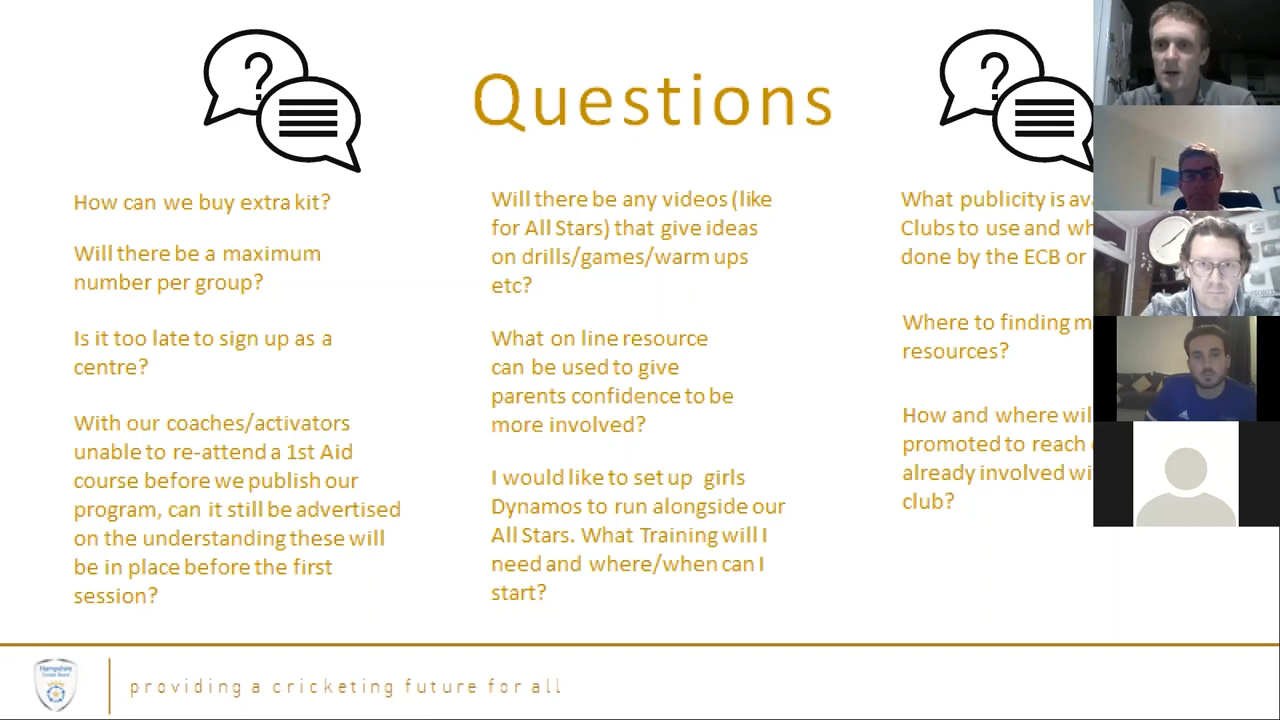 Questions
How can we buy extra kit?
Will there be a maximum
number per group?
Is it too late to sign up as a
centre?
With our coaches/activators
unable to re-attend a 1st Aid
course before we publish our
program, can it still be advertised
on the understanding these will
be in place before the first
session?
Will there be any videos (like
for All Stars) that give ideas
on drills/games/warm ups
etc?
What on line resource
can be used to give
parents confidence to be
more involved?
I would like to set up girls
Dynamos to run alongside our
All Stars. What Training will I
need and where/when can I
start?
What publicity is
Clubs to use and
done by the ECB or
Where to finding
resources?
How and where
promoted to reach
already involved
club?
Hampshire
Cricket Board
providing a cricketing future for all